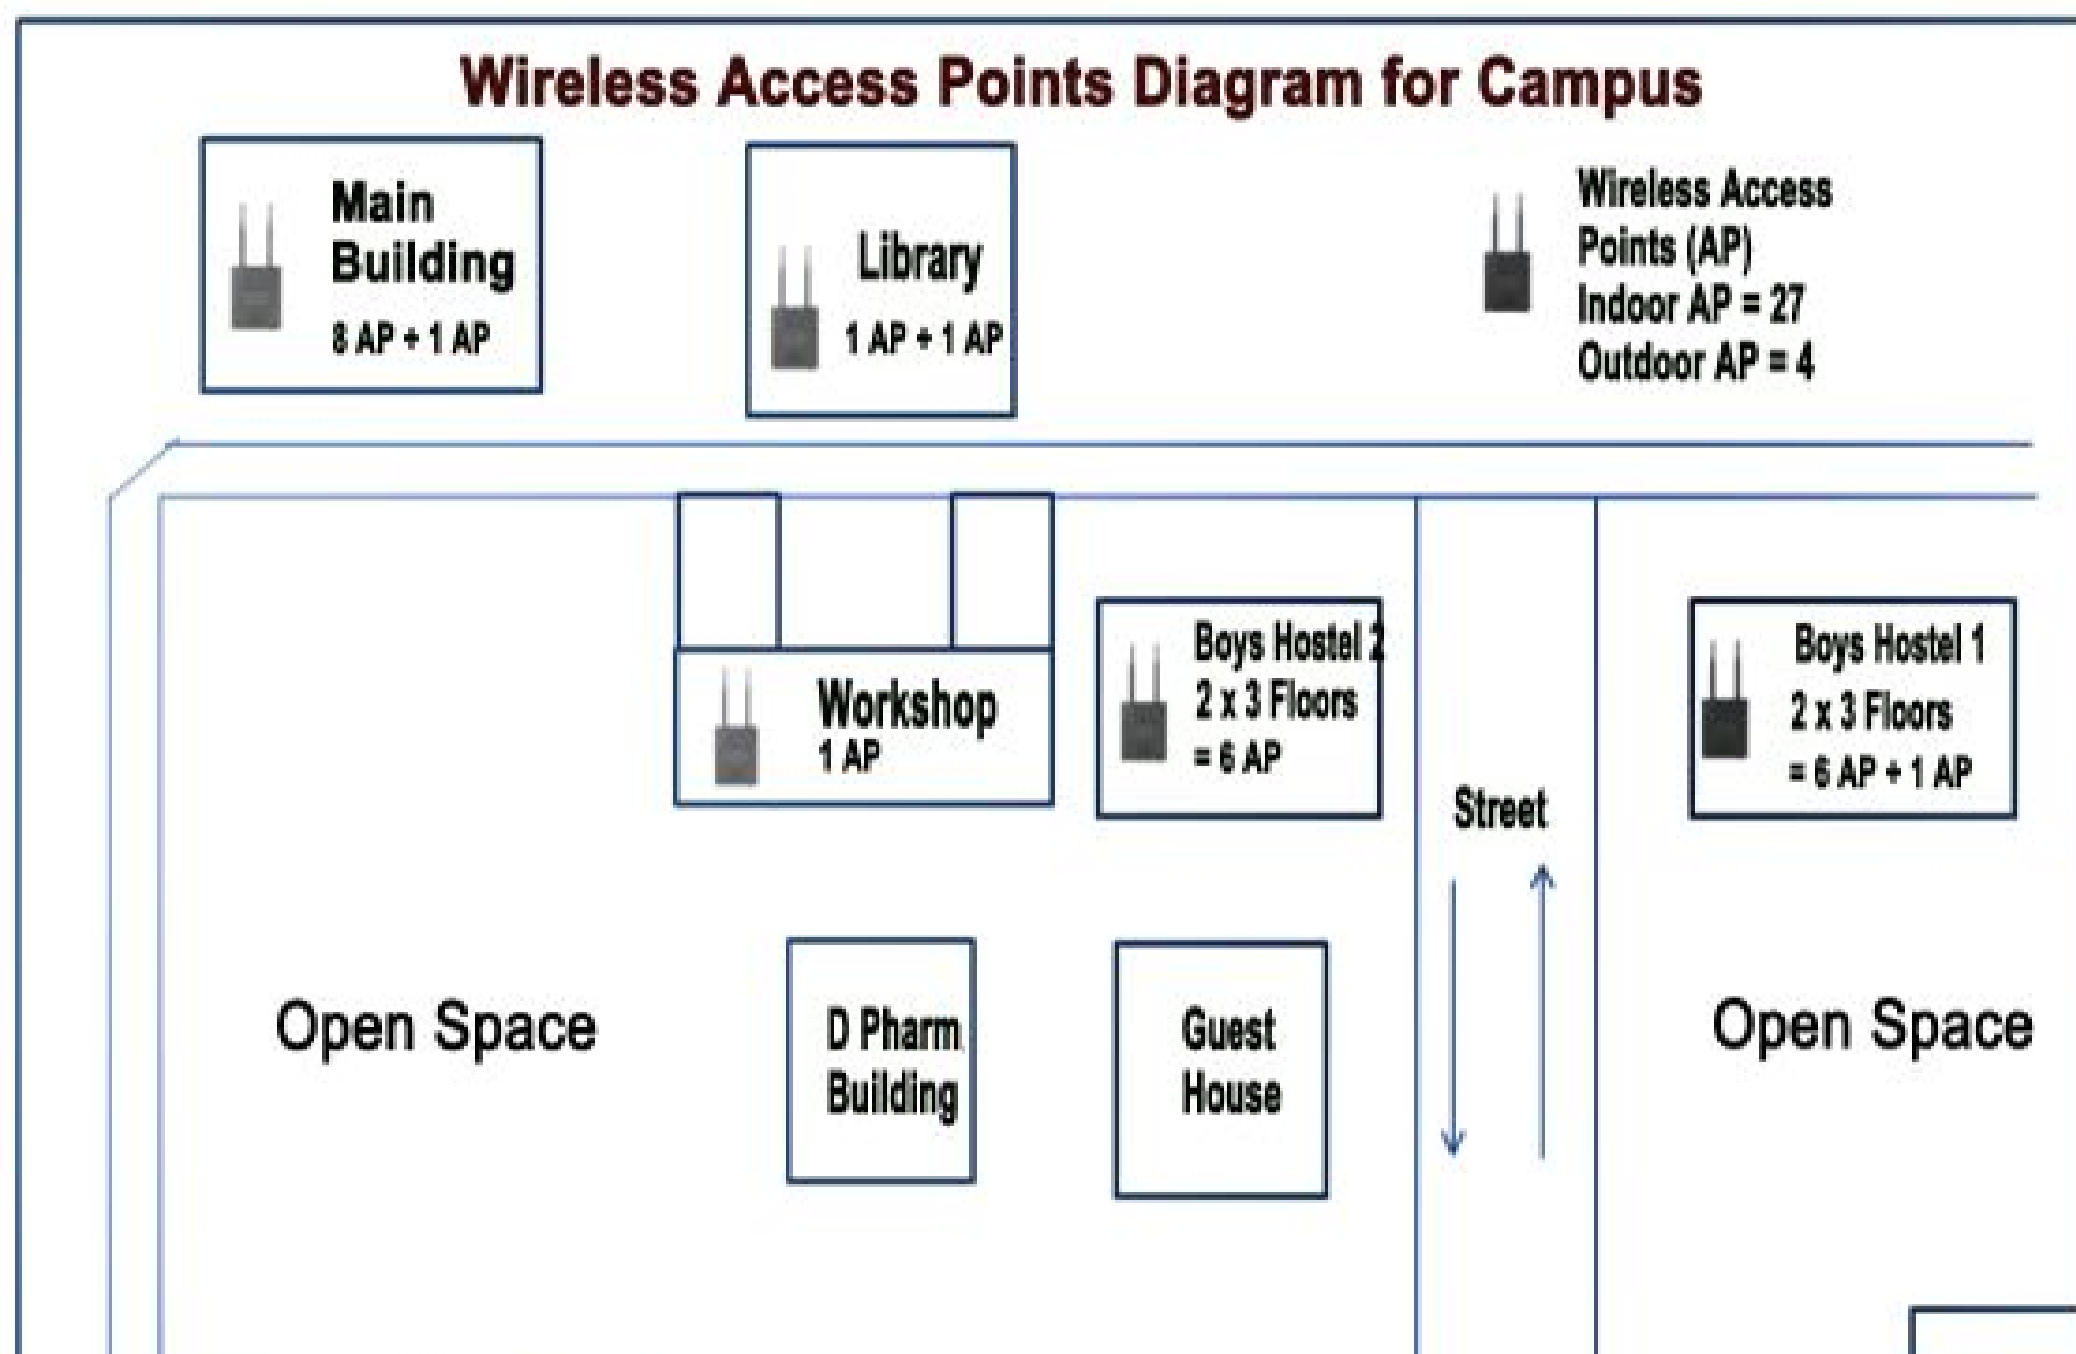 Wireless Access Points Diagram for Campus
Main
Building
8 AP + 1 AP
Library
1 AP + 1 AP
Wireless Access
Points (AP)
Indoor AP = 27
Outdoor AP = 4
Workshop
1 AP
Boys Hostel 2
2 x 3 Floors
= 6 AP
Street
Boys Hostel 1
2 x 3 Floors
= 6 AP + 1 AP
Open Space
D Pharm
Building
Guest
House
Open Space